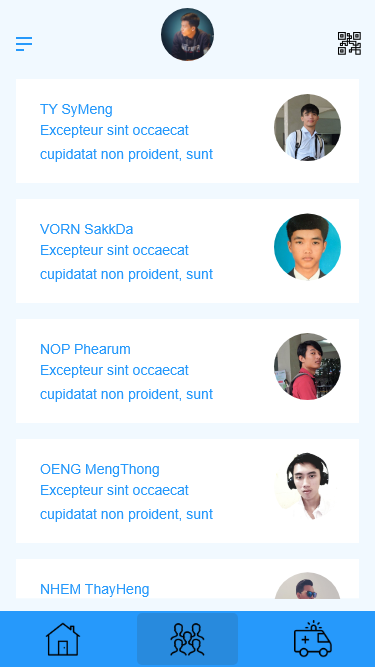 TY SyMeng
Excepteur sint occaecat
cupidatat non proident, sunt
VORN SakkDa
Excepteur sint occaecat
cupidatat non proident, sunt
NOP Phearum
Excepteur sint occaecat
cupidatat non proident, sunt
OENG MengThong
Excepteur sint occaecat
cupidatat non proident, sunt
NHEM ThayHeng